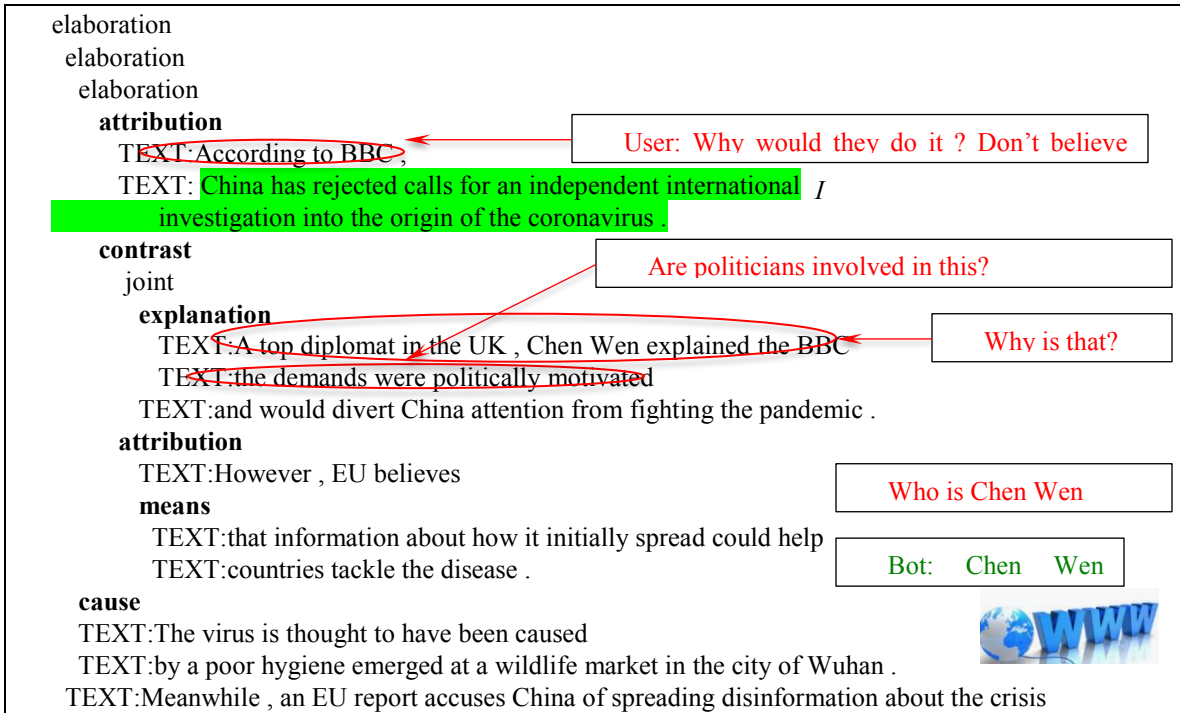 elaboration
elaboration
elaboration
attribution
TEXT:According to BBC ,
User: Why would they do it ? Don't believe
TEXT: China has rejected calls for an independent international I
investigation into the origin of the coronavirus .
contrast
Are politicians involved in this?
joint
explanation
TEXT:A top diplomat in the UK , Chen Wen explained the BBC
Why is that?
TEXT:the demands were politically motivated
TEXT:and would divert China attention from fighting the pandemic .
attribution
TEXT:However , EU believes
Who is Chen Wen
means
TEXT:that information about how it initially spread could help
TEXT:countries tackle the disease .
Bot: Chen Wen
cause
TEXT:The virus is thought to have been caused
WWW
TEXT:by a poor hygiene emerged at a wildlife market in the city of Wuhan .
TEXT:Meanwhile , an EU report accuses China of spreading disinformation about the crisis